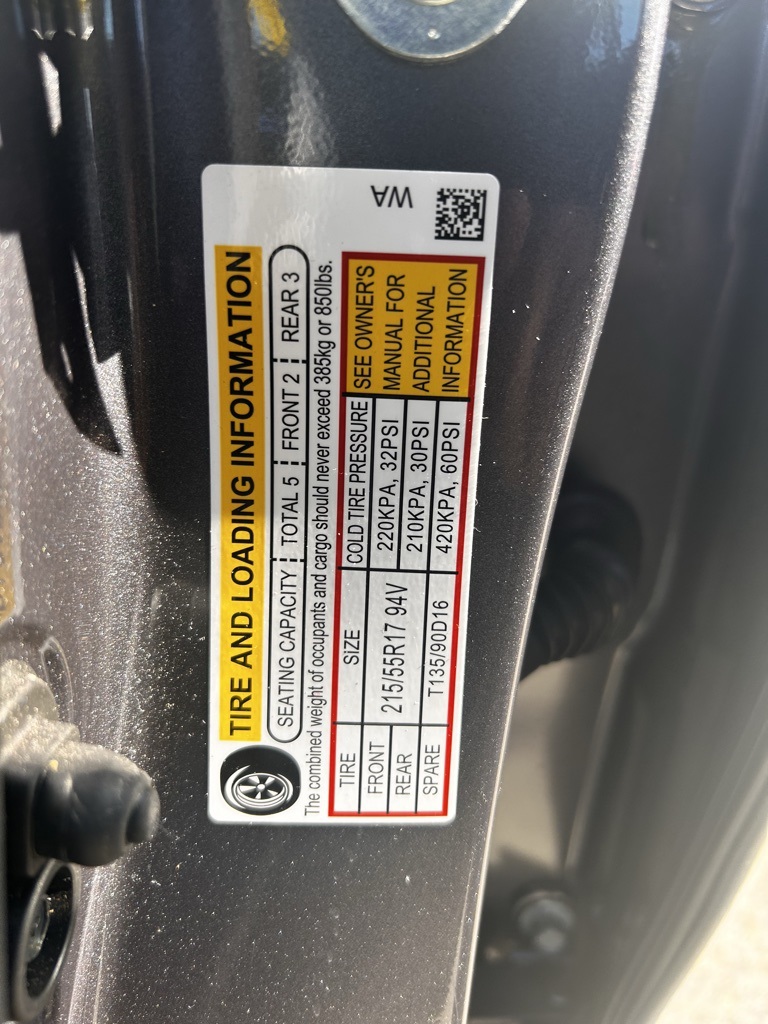 TIRE AND LOADING INFORMATION
SEATING CAPACITY TOTAL 5 FRONT 2 REAR 3
The combined weight of occupants and cargo should never exceed 385kg or 850lbs.
TIRE SIZE COLD TIRE PRESSURE
FRONT 215/55R17 94V 220KPA, 32PSI
REAR 210KPA, 30PSI
SPARE T135/90D16 420KPA, 60PSI
SEE OWNER'S
MANUAL FOR
ADDITIONAL
INFORMATION
WA